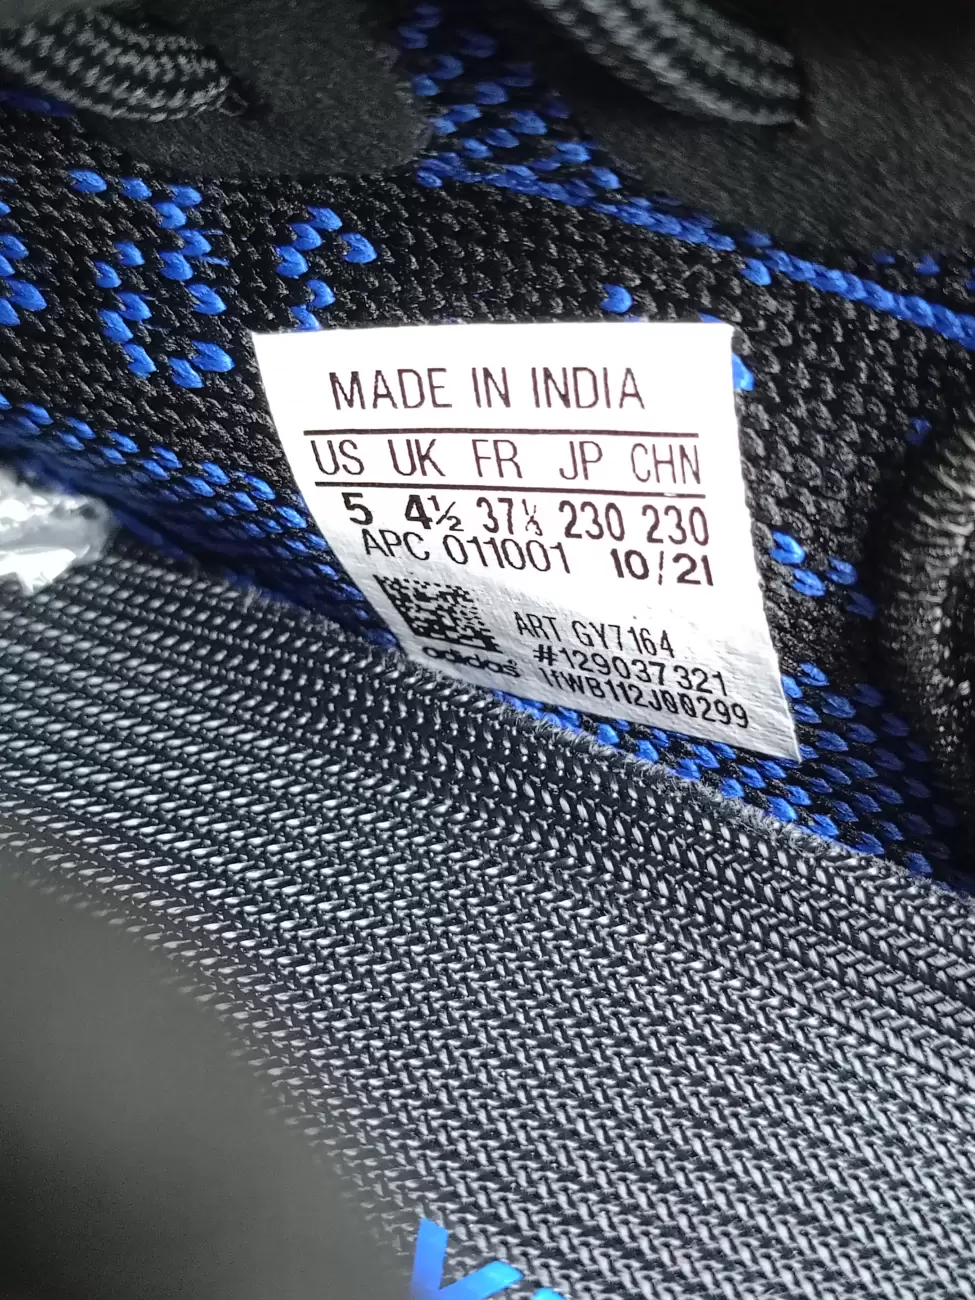 MADE IN INDIA
US UK FR JP CHN
5 4½ 37⅓ 230 230
APC 011001 10/21
ART GY7164
#129037321
adidas
1fWB112J00299